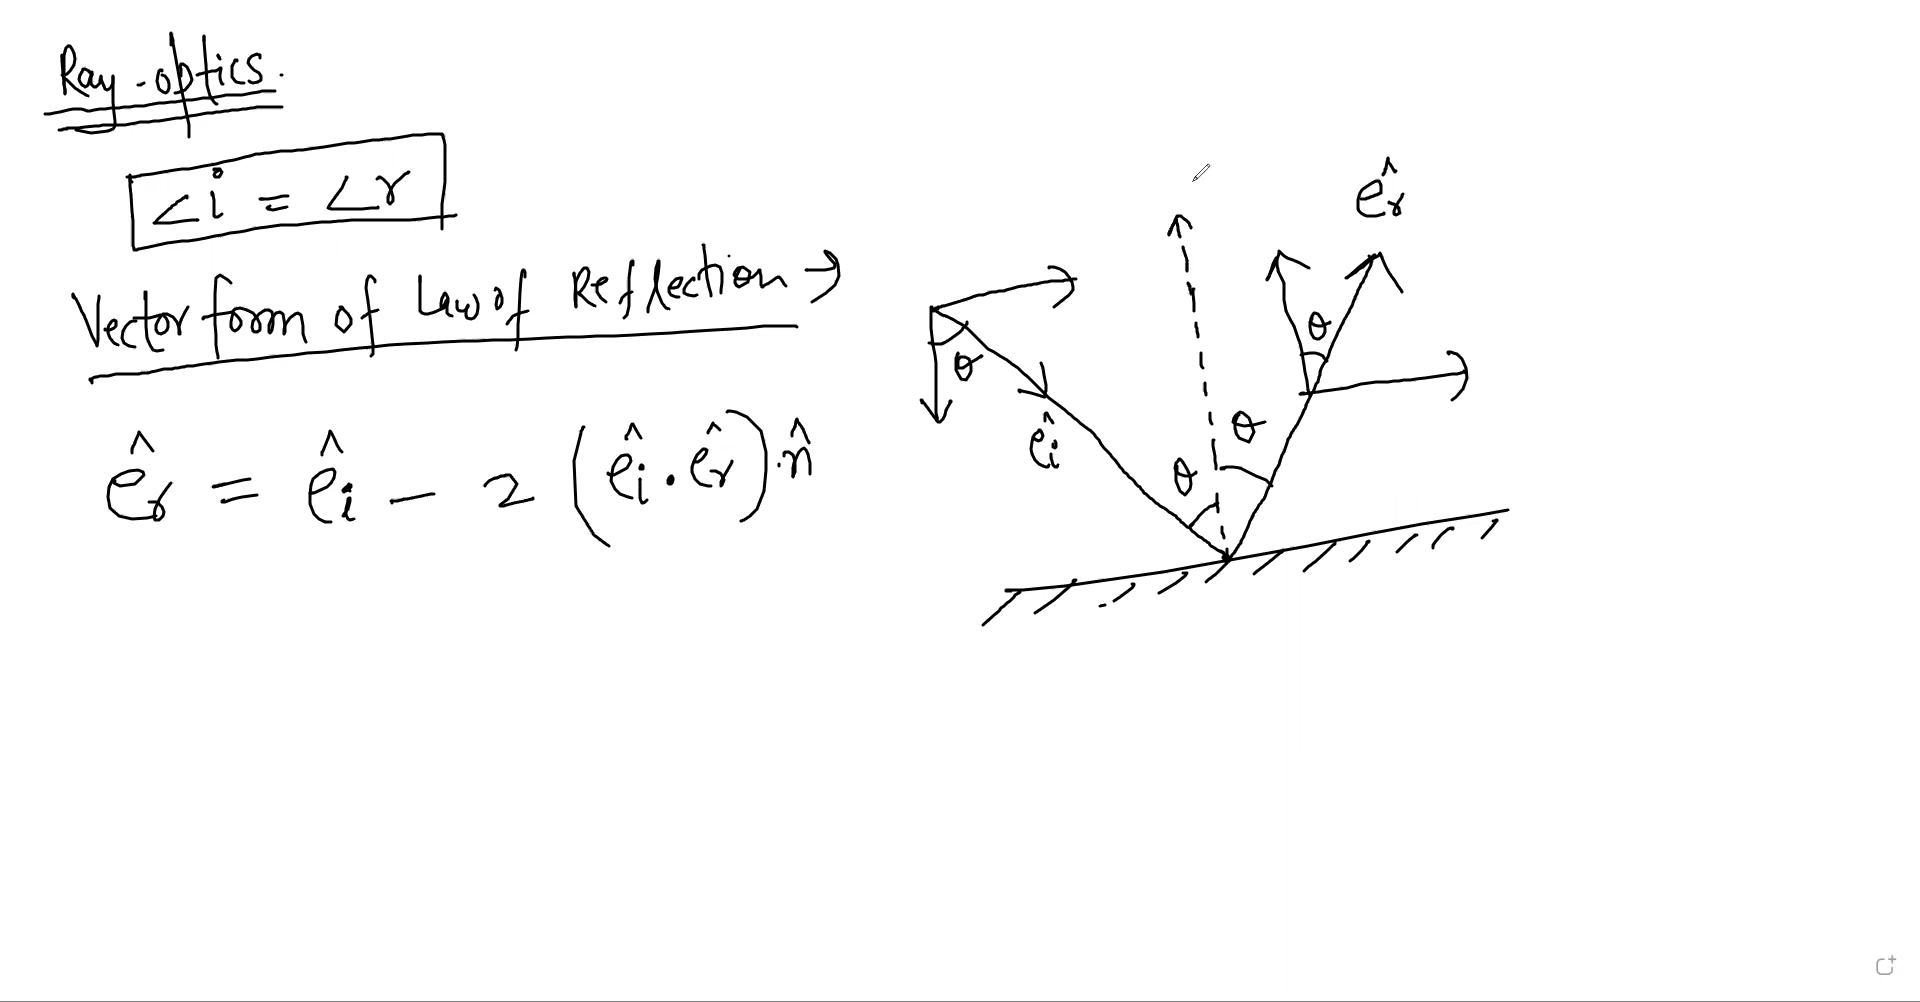 Ray-optics.
∠i = ∠r
Vector form of Law of Reflection →
ê_r = ê_i - 2 (ê_i . ê_r).n̂
ê_r
θ
θ
θ
ê_i
θ